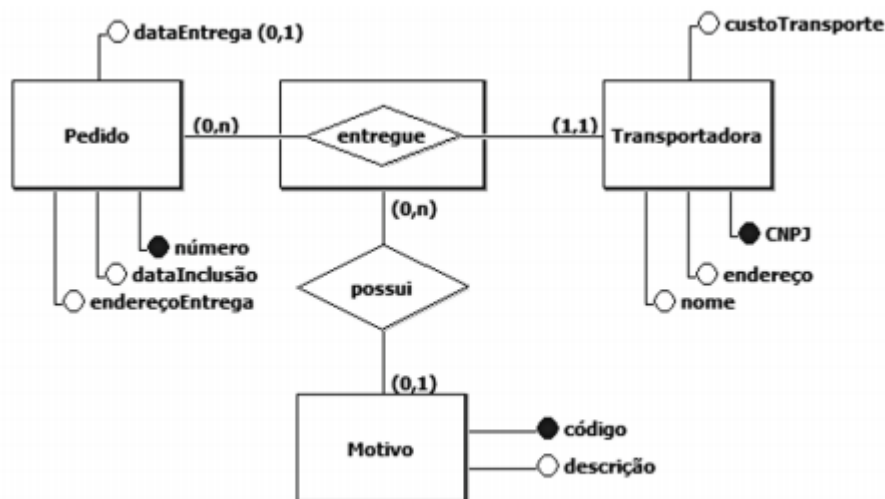 dataEntrega (0,1)
custoTransporte
Pedido
(0,n)
entregue
(1,1)
Transportadora
(0,n)
número
dataInclusão
endereçoEntrega
CNPJ
endereço
nome
possui
(0,1)
Motivo
código
descrição